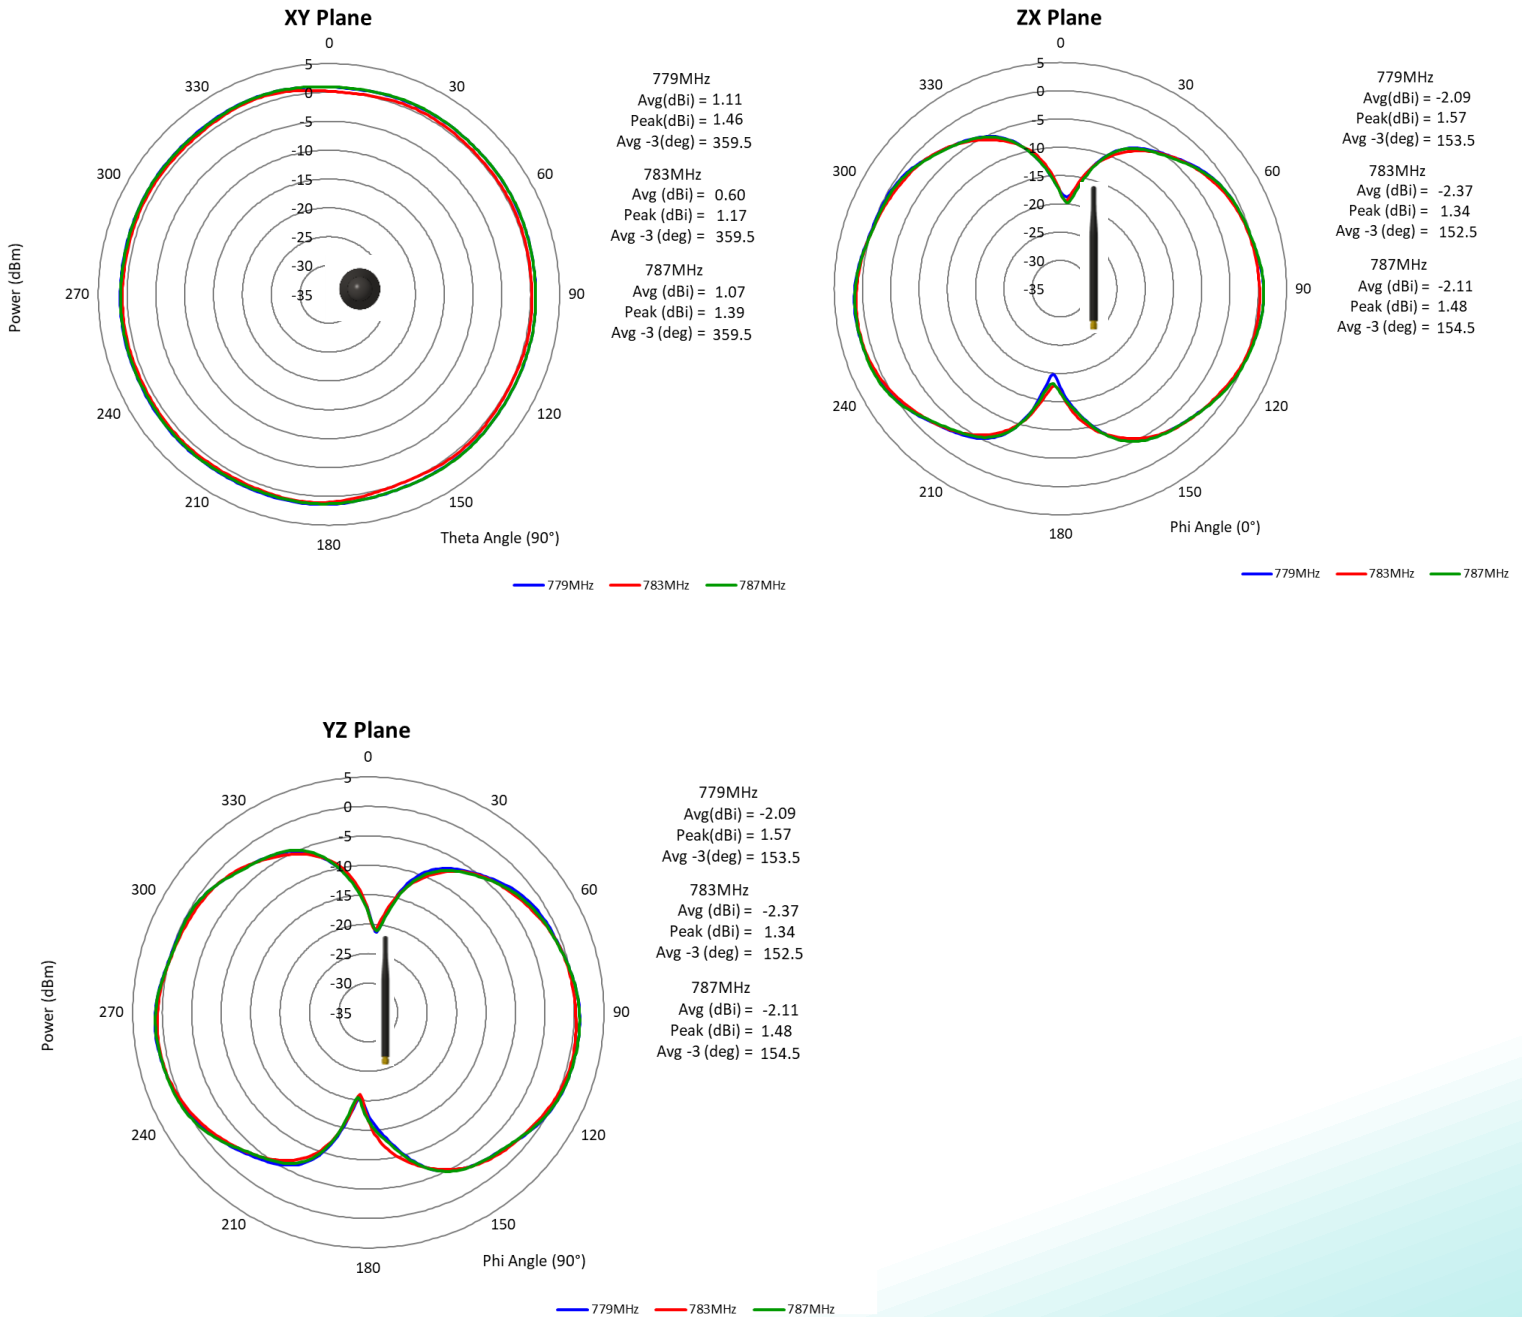 XY Plane
0
30
60
90
120
150
180
210
240
270
300
330
5
0
-5
-10
-15
-20
-25
-30
-35
Power (dBm)
Theta Angle (90°)
779MHz
Avg(dBi) = 1.11
Peak(dBi) = 1.46
Avg -3(deg) = 359.5
783MHz
Avg (dBi) = 0.60
Peak (dBi) = 1.17
Avg -3 (deg) = 359.5
787MHz
Avg (dBi) = 1.07
Peak (dBi) = 1.39
Avg -3 (deg) = 359.5
779MHz 783MHz 787MHz
ZX Plane
0
30
60
90
120
150
180
210
240
300
330
5
0
-5
-10
-15
-20
-25
-30
-35
Phi Angle (0°)
779MHz
Avg(dBi) = -2.09
Peak(dBi) = 1.57
Avg -3(deg) = 153.5
783MHz
Avg (dBi) = -2.37
Peak (dBi) = 1.34
Avg -3 (deg) = 152.5
787MHz
Avg (dBi) = -2.11
Peak (dBi) = 1.48
Avg -3 (deg) = 154.5
779MHz 783MHz 787MHz
YZ Plane
0
30
60
90
120
150
180
210
240
270
300
330
5
0
-5
-10
-15
-20
-25
-30
-35
Power (dBm)
Phi Angle (90°)
779MHz
Avg(dBi) = -2.09
Peak(dBi) = 1.57
Avg -3(deg) = 153.5
783MHz
Avg (dBi) = -2.37
Peak (dBi) = 1.34
Avg -3 (deg) = 152.5
787MHz
Avg (dBi) = -2.11
Peak (dBi) = 1.48
Avg -3 (deg) = 154.5
779MHz 783MHz 787MHz